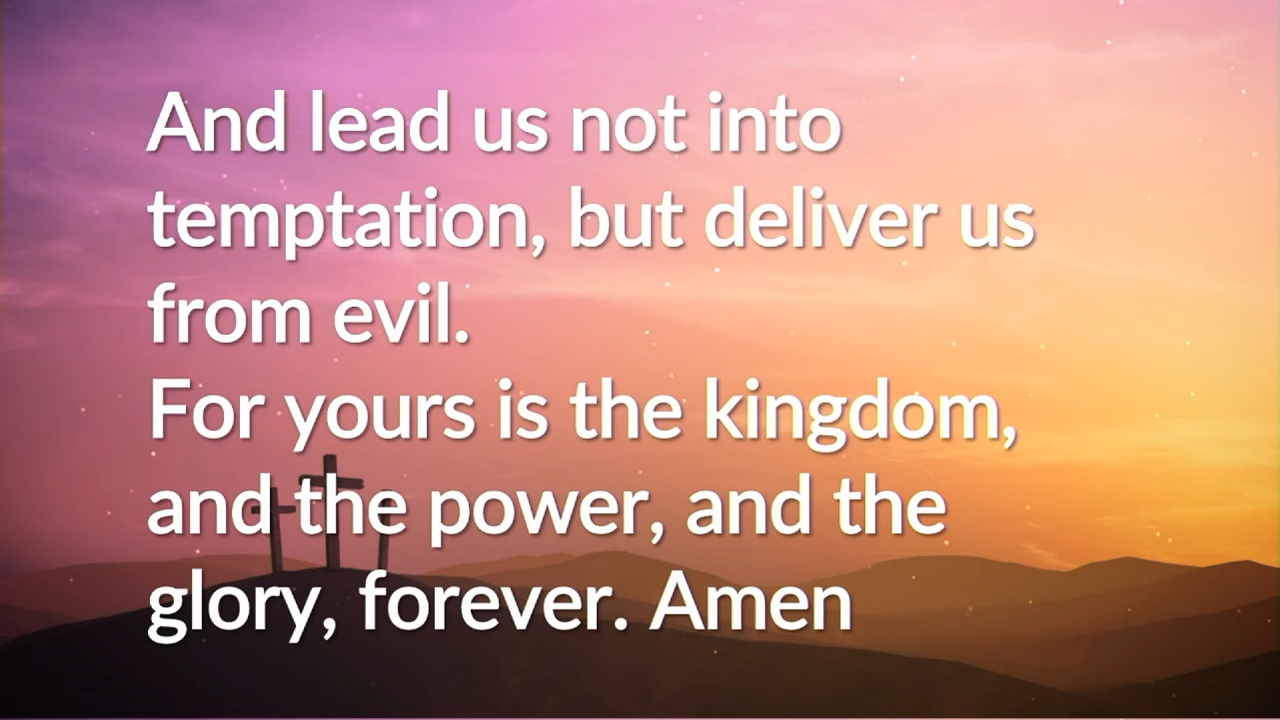 And lead us not into
temptation, but deliver us
from evil.
For yours is the kingdom,
and the power, and the
glory, forever. Amen